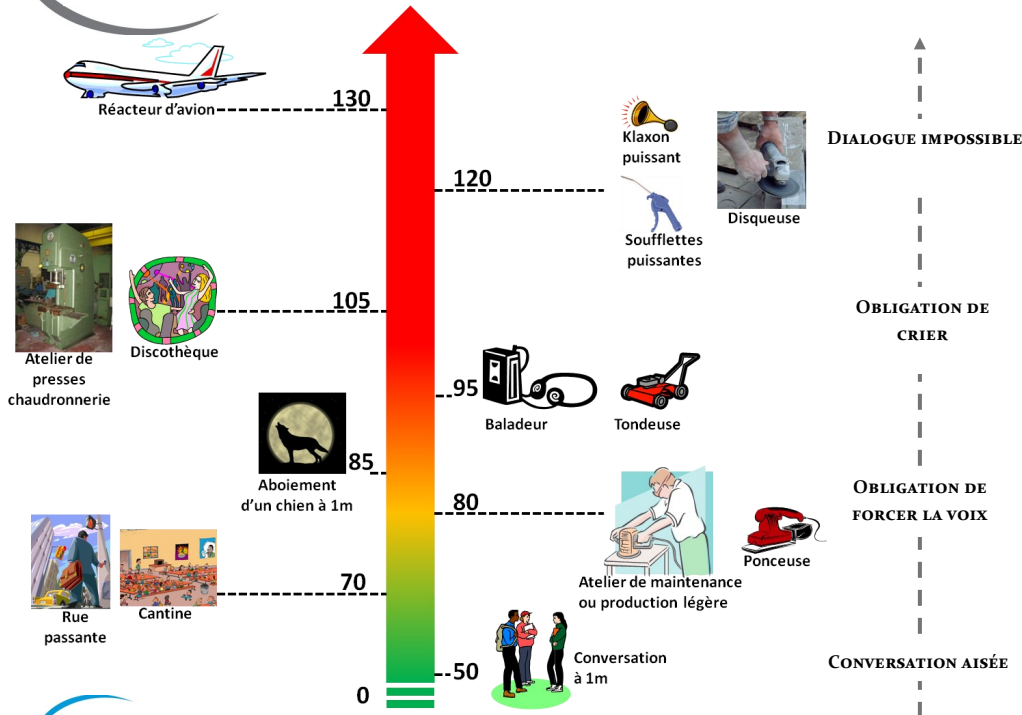 130
Réacteur d'avion
Klaxon
puissant
DIALOGUE IMPOSSIBLE
120
Disqueuse
Soufflettes
puissantes
105
OBLIGATION DE
CRIER
Discothèque
Atelier de
presses
chaudronnerie
95
Baladeur
Tondeuse
85
Aboiement
d'un chien à 1m
80
OBLIGATION DE
FORCER LA VOIX
Ponceuse
70
Atelier de maintenance
ou production légère
Rue
passante
Cantine
50
Conversation
à 1m
CONVERSATION AISÉE
0